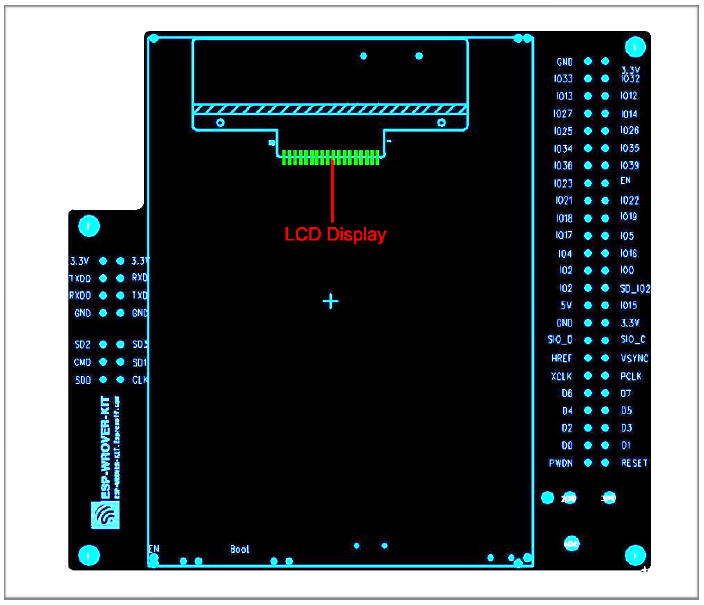 GND 3.3V
IO33 IO32
IO13 IO12
IO27 IO14
IO25 IO26
IO34 IO35
IO36 IO39
IO23 EN
IO21 IO22
IO18 IO19
IO17 IO5
IO4 IO16
IO2 IO0
IO2 SD_IO2
5V IO15
GND 3.3V
SIO_D SIO_C
HREF VSYNC
XCLK PCLK
D6 D7
D4 D5
D2 D3
D0 D1
PWDN RESET
LCD Display
3.3V 3.3V
TXD0 RXD
RXD0 TXD
GND GND
SD2 SD3
CMD SD1
SD0 CLK
ESP-WROVER-KIT
EN
Boot